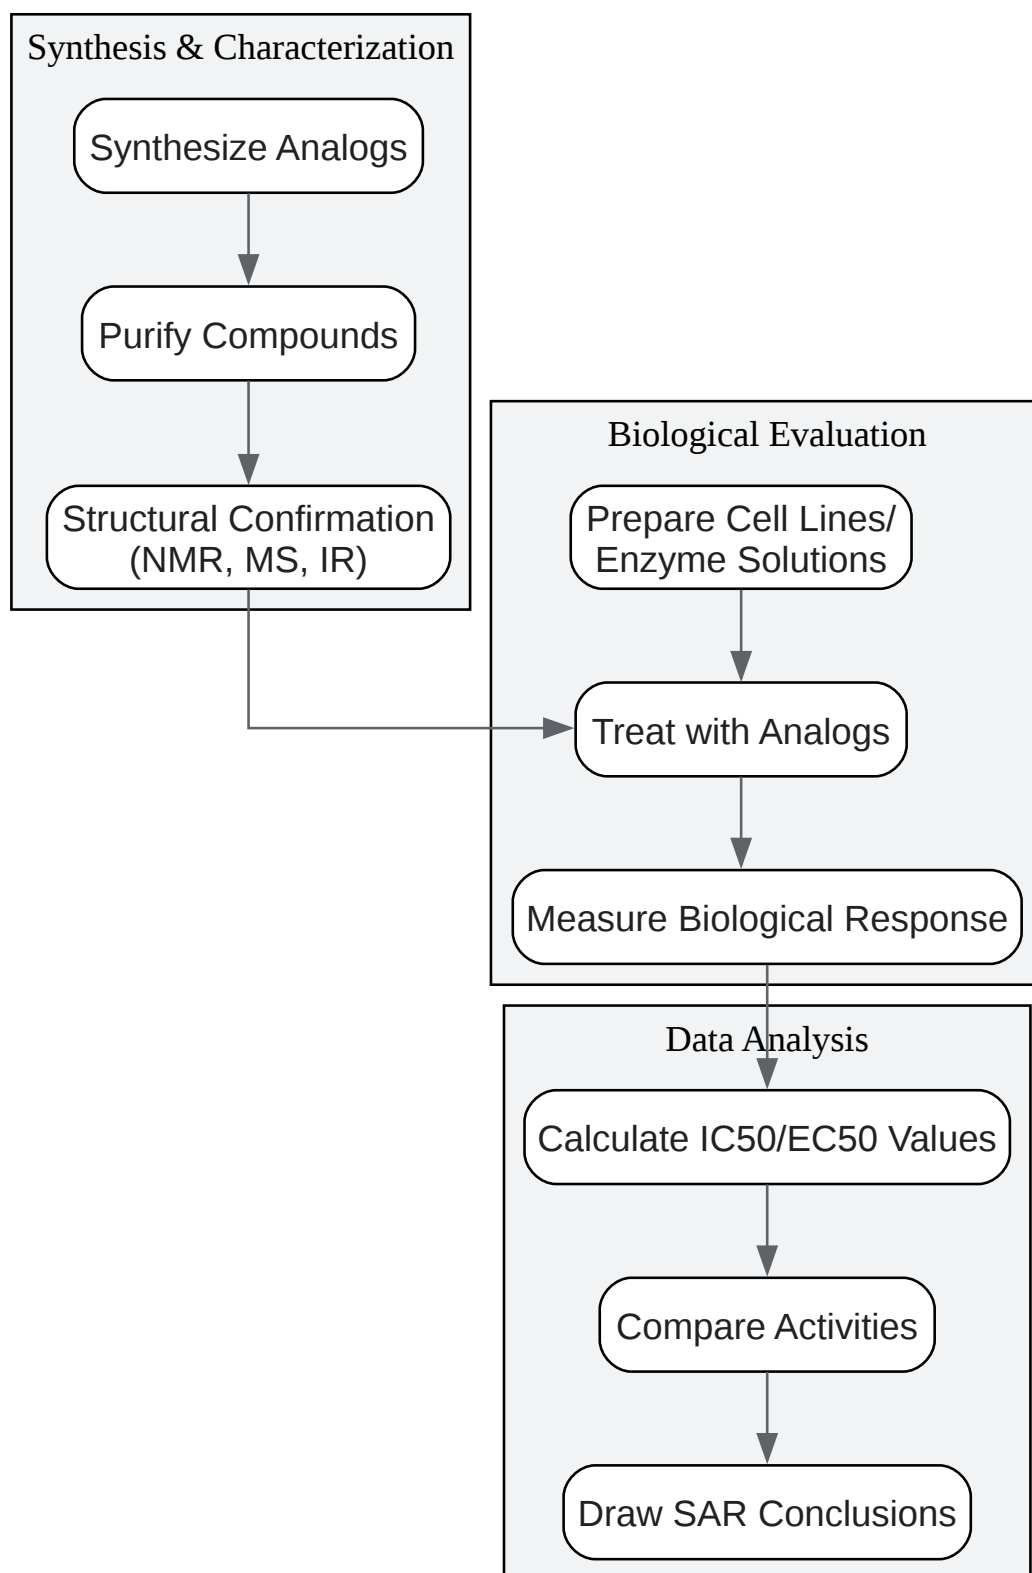 Synthesis & Characterization
Synthesize Analogs
Purify Compounds
Structural Confirmation
(NMR, MS, IR)
Biological Evaluation
Prepare Cell Lines/
Enzyme Solutions
Treat with Analogs
Measure Biological Response
Data Analysis
Calculate IC50/EC50 Values
Compare Activities
Draw SAR Conclusions